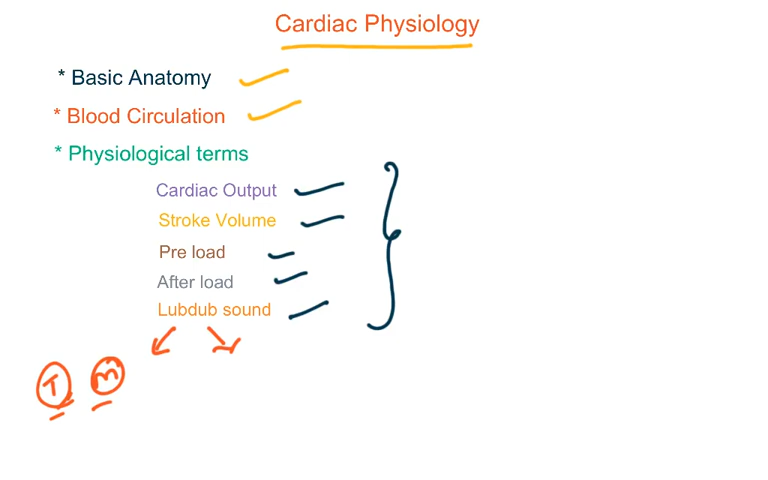 Cardiac Physiology
* Basic Anatomy
* Blood Circulation
* Physiological terms
Cardiac Output
Stroke Volume
Pre load
After load
Lubdub sound
T M